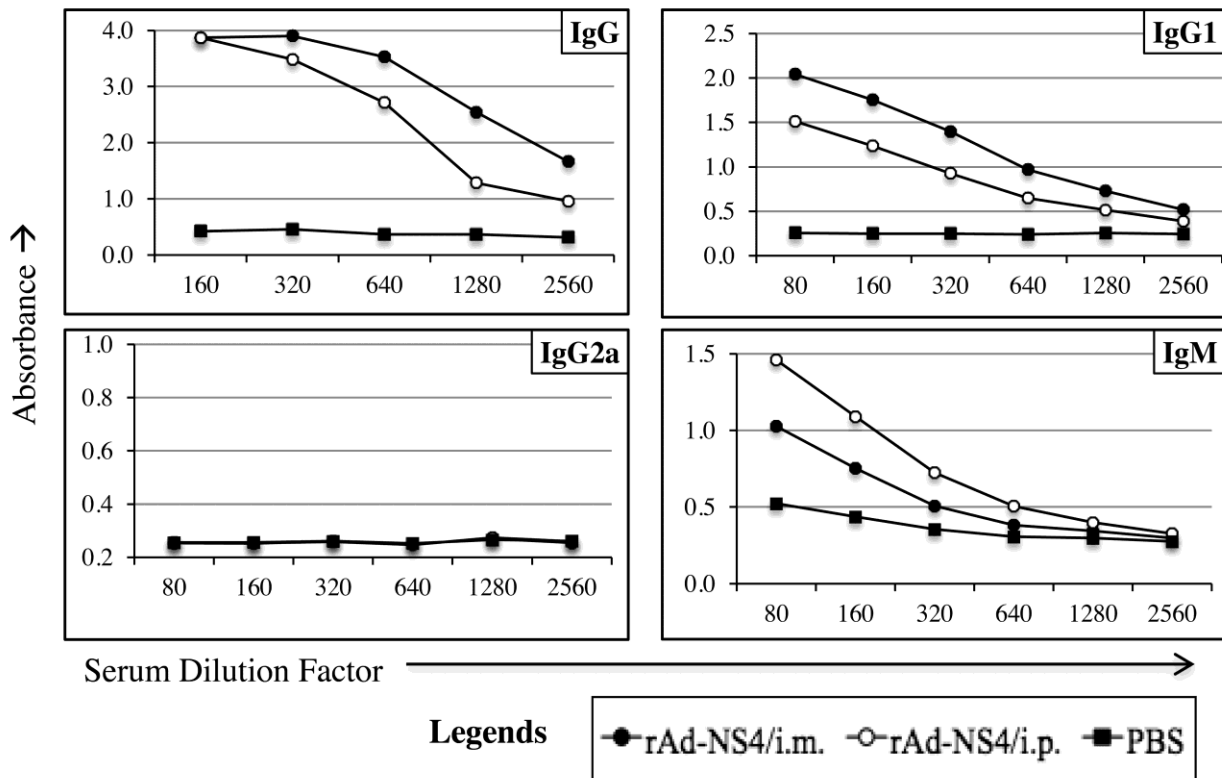 IgG
4.0
3.0
2.0
1.0
0.0
160 320 640 1280 2560
IgG1
2.5
2.0
1.5
1.0
0.5
0.0
80 160 320 640 1280 2560
Absorbance →
IgG2a
1.0
0.8
0.6
0.4
0.2
80 160 320 640 1280 2560
IgM
1.5
1.0
0.5
0.0
80 160 320 640 1280 2560
Serum Dilution Factor
Legends
rAd-NS4/i.m. rAd-NS4/i.p. PBS